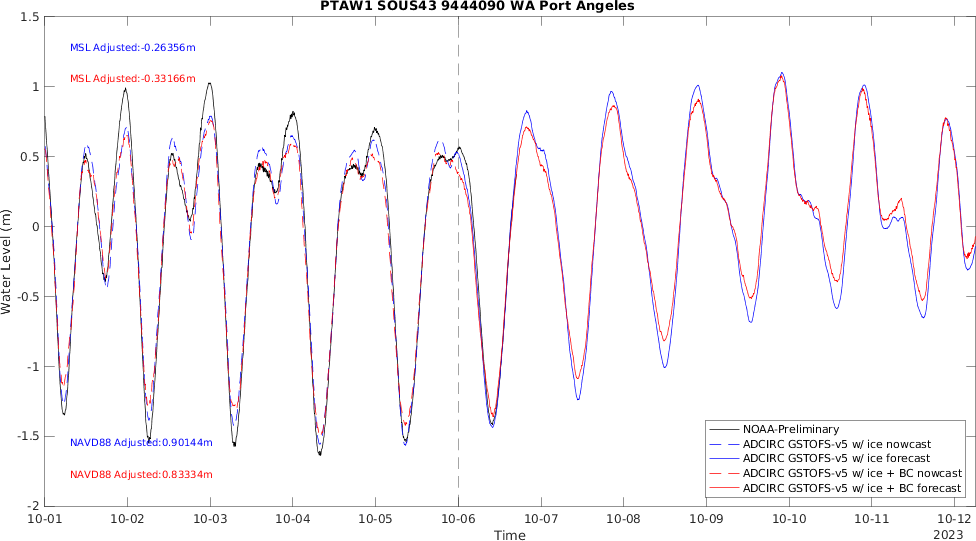 PTAW1 SOUS43 9444090 WA Port Angeles
1.5
1
0.5
0
-0.5
-1
-1.5
-2
Water Level (m)
MSL Adjusted:-0.26356m
MSL Adjusted:-0.33166m
NAVD88 Adjusted:0.90144m
NAVD88 Adjusted:0.83334m
NOAA-Preliminary
ADCIRC GSTOFS-v5 w/ ice nowcast
ADCIRC GSTOFS-v5 w/ ice forecast
ADCIRC GSTOFS-v5 w/ ice + BC nowcast
ADCIRC GSTOFS-v5 w/ ice + BC forecast
10-01 10-02 10-03 10-04 10-05 10-06 10-07 10-08 10-09 10-10 10-11 10-12
Time
2023